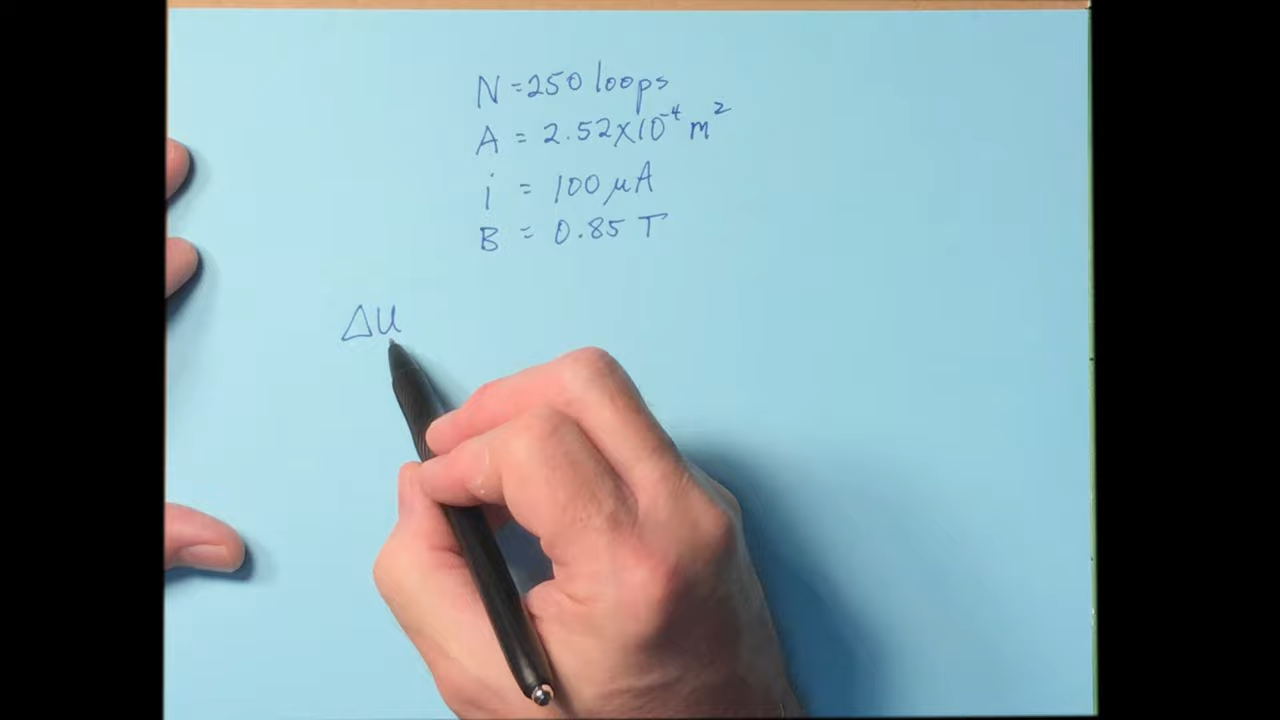 N = 250 loops
A = 2.52×10⁻⁴ m²
i = 100 μA
B = 0.85 T
ΔU